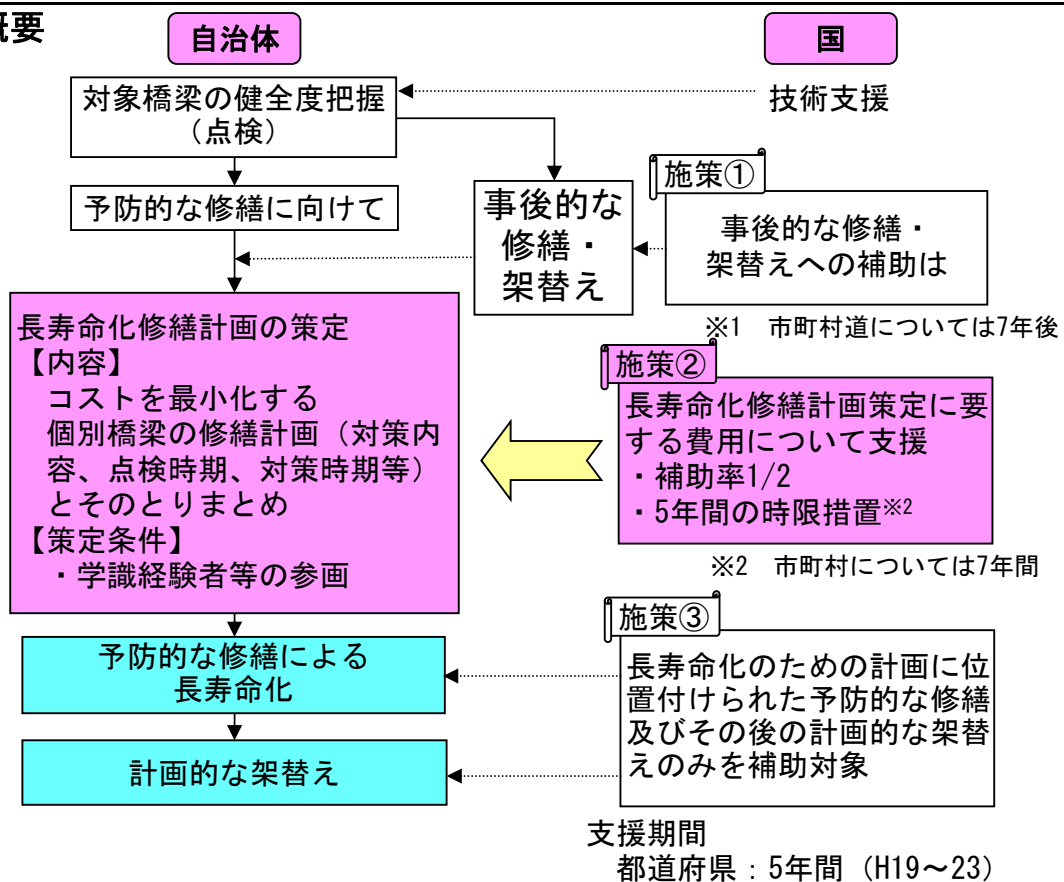 概要
自治体
国
対象橋梁の健全度把握
（点検）
技術支援
予防的な修繕に向けて
事後的な
修繕・
架替え
施策①
事後的な修繕・
架替えへの補助は
※1　市町村道については7年後
長寿命化修繕計画の策定
【内容】
コストを最小化する
個別橋梁の修繕計画（対策内
容、点検時期、対策時期等）
とそのとりまとめ
【策定条件】
・学識経験者等の参画
施策②
長寿命化修繕計画策定に要
する費用について支援
・補助率1/2
・5年間の時限措置※2
※2　市町村については7年間
施策③
長寿命化のための計画に位
置付けられた予防的な修繕
及びその後の計画的な架替
えのみを補助対象
予防的な修繕による
長寿命化
計画的な架替え
支援期間
都道府県：5年間（H19～23）